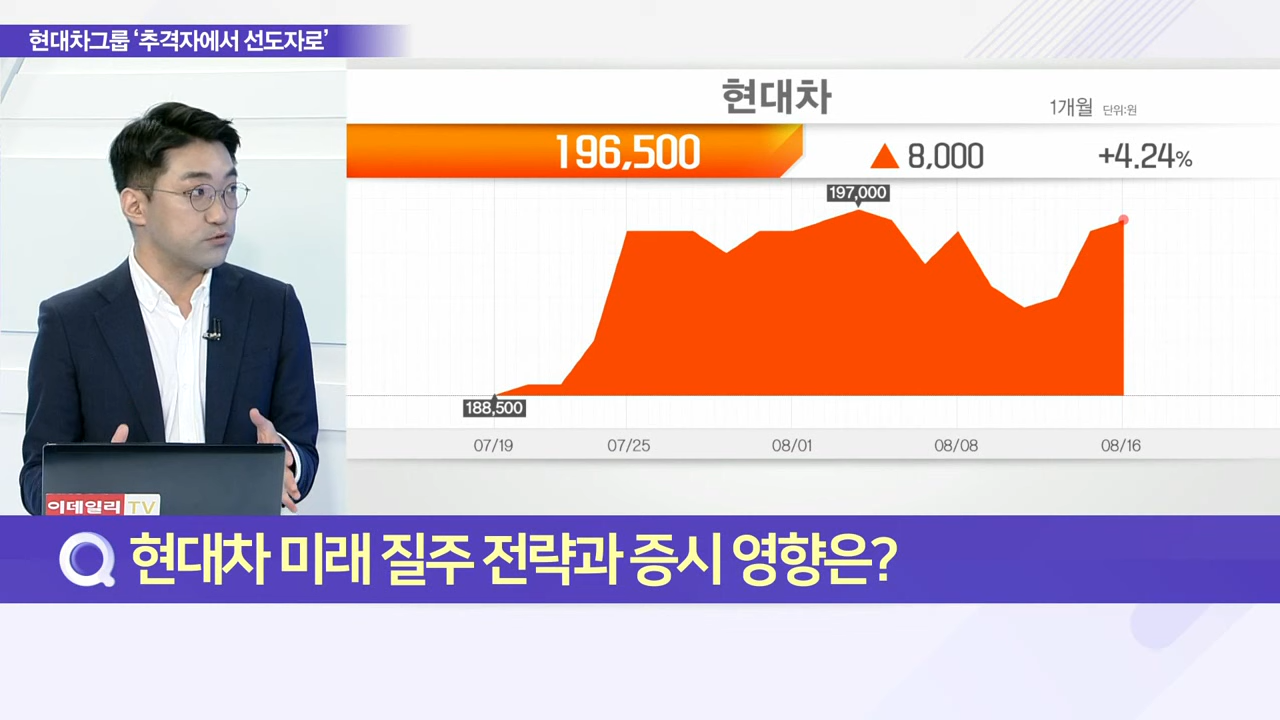 현대차그룹 ‘추격자에서 선도자로’
현대차
1개월 단위:원
196,500 ▲ 8,000 +4.24%
197,000
188,500
07/19 07/25 08/01 08/08 08/16
이데일리 TV
Q 현대차 미래 질주 전략과 증시 영향은?